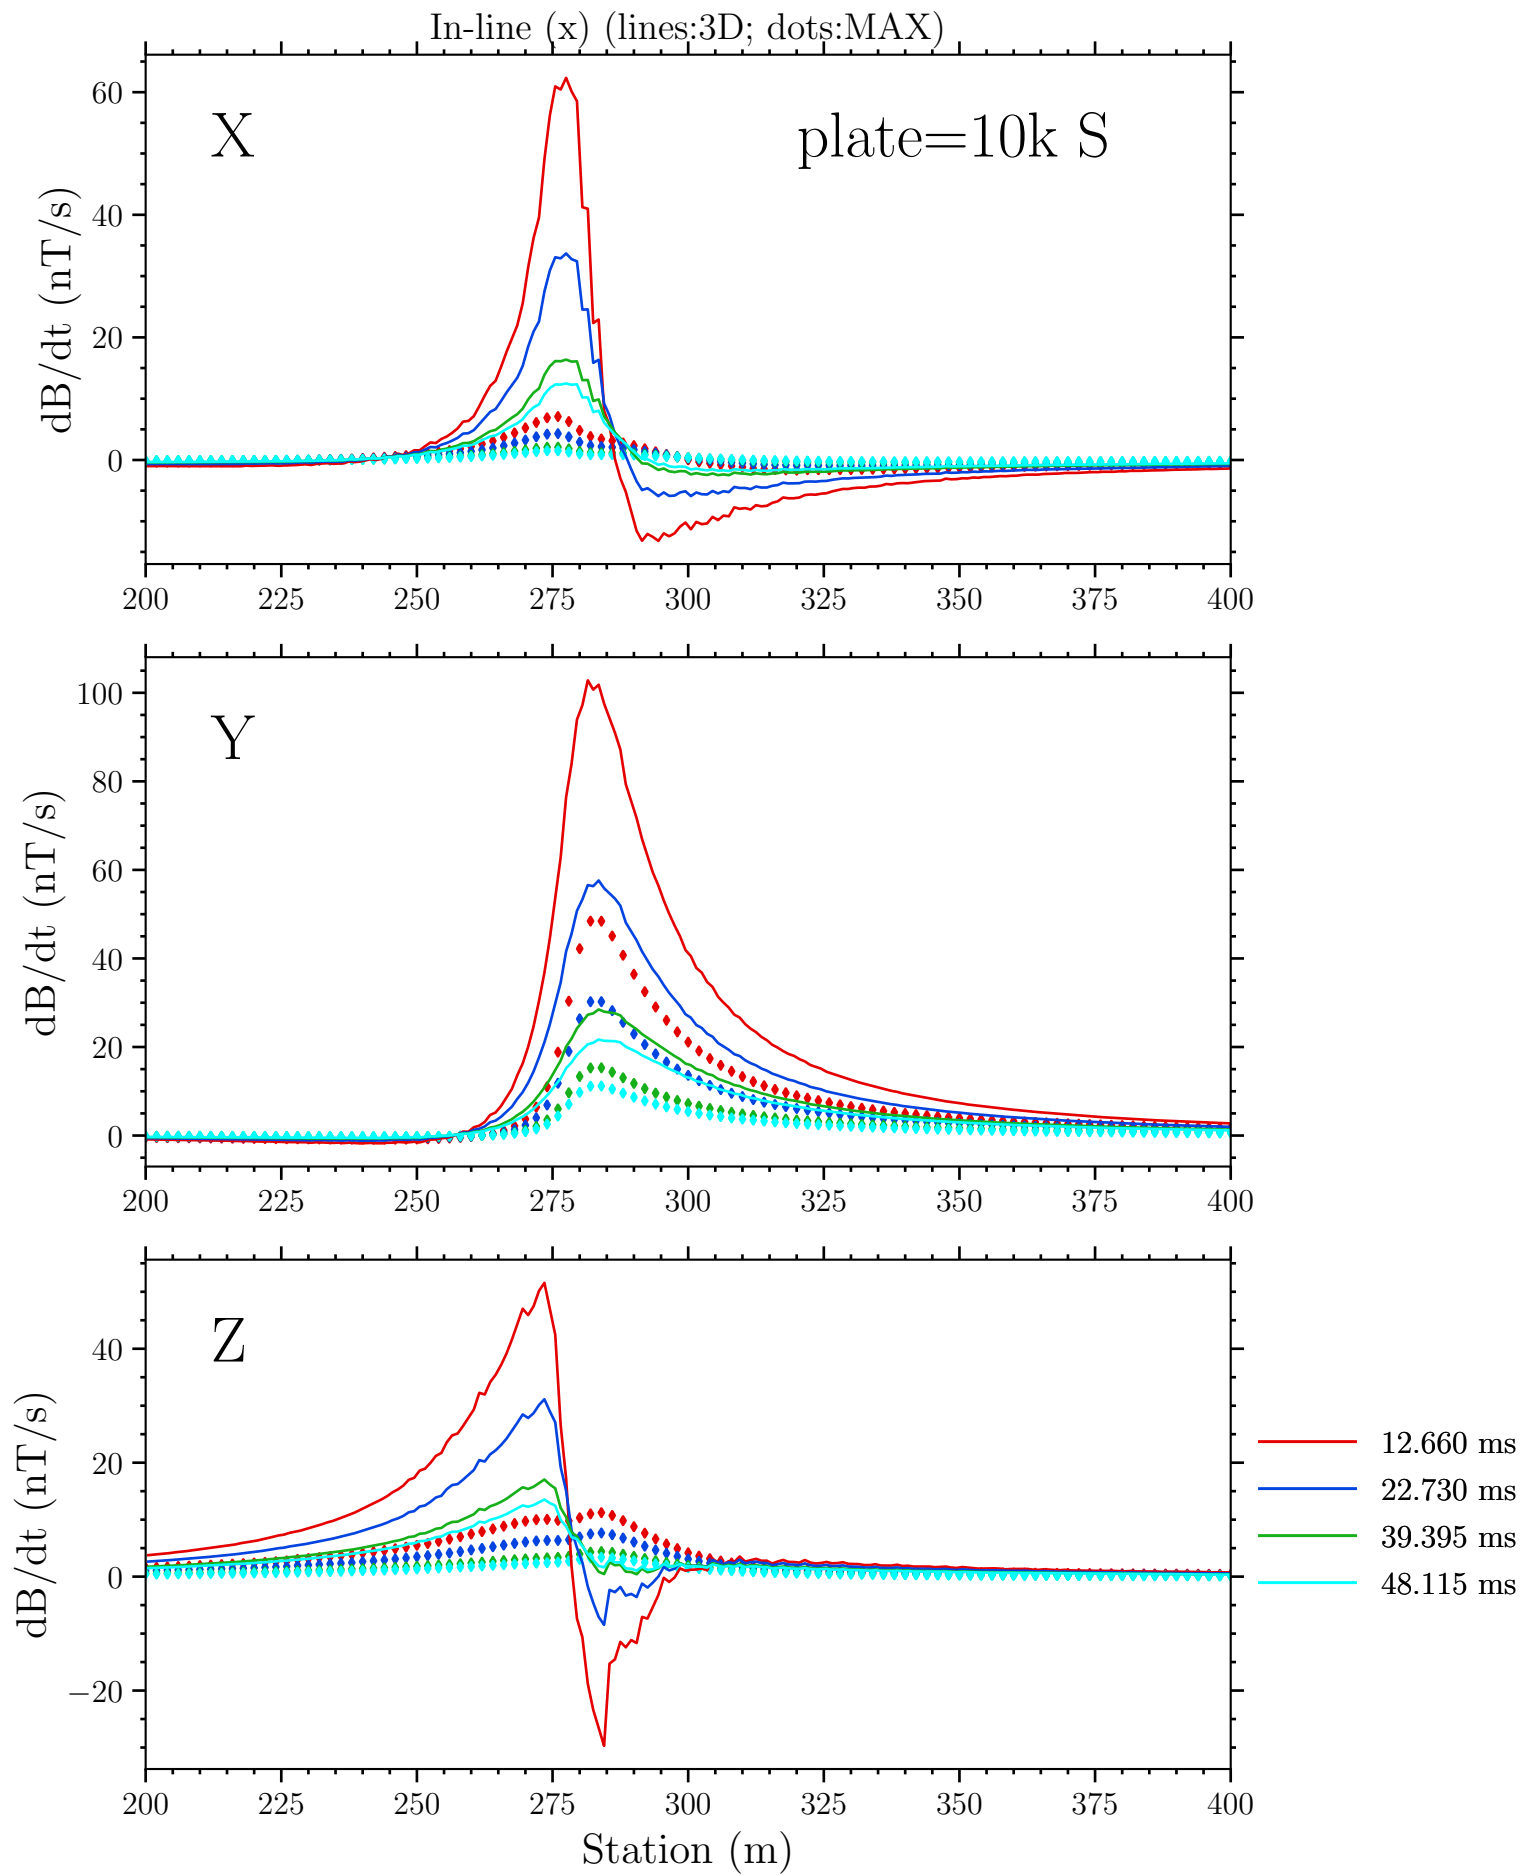 In-line (x) (lines:3D; dots:MAX)
X
plate=10k S
dB/dt (nT/s)
60
40
20
0
200 225 250 275 300 325 350 375 400
Y
dB/dt (nT/s)
100
80
60
40
20
0
200 225 250 275 300 325 350 375 400
Z
dB/dt (nT/s)
40
20
0
−20
200 225 250 275 300 325 350 375 400
Station (m)
12.660 ms
22.730 ms
39.395 ms
48.115 ms